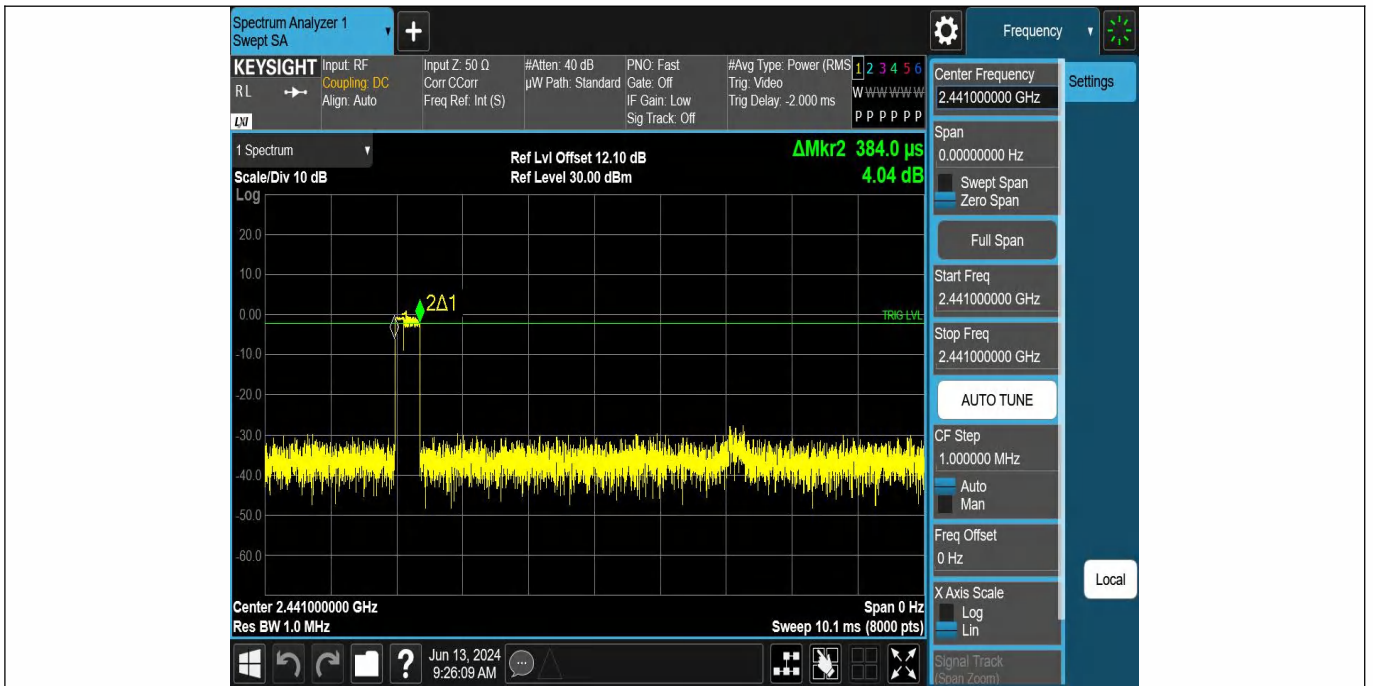 Spectrum Analyzer 1
Swept SA
+
Frequency
KEYSIGHT
RL
LXI
Input: RF
Coupling: DC
Align: Auto
Input Z: 50 Ω
Corr CCorr
Freq Ref: Int (S)
#Atten: 40 dB
µW Path: Standard
PNO: Fast
Gate: Off
IF Gain: Low
Sig Track: Off
#Avg Type: Power (RMS
Trig: Video
Trig Delay: -2.000 ms
1 2 3 4 5 6
W W W W W W
P P P P P P
1 Spectrum
Scale/Div 10 dB
Ref Lvl Offset 12.10 dB
Ref Level 30.00 dBm
ΔMkr2 384.0 µs
4.04 dB
Log
20.0
10.0
0.00
-10.0
-20.0
-30.0
-40.0
-50.0
-60.0
2Δ1
TRIG LVL
Center 2.441000000 GHz
Res BW 1.0 MHz
Span 0 Hz
Sweep 10.1 ms (8000 pts)
Center Frequency
2.441000000 GHz
Settings
Span
0.00000000 Hz
Swept Span
Zero Span
Full Span
Start Freq
2.441000000 GHz
Stop Freq
2.441000000 GHz
AUTO TUNE
CF Step
1.000000 MHz
Auto
Man
Freq Offset
0 Hz
X Axis Scale
Log
Lin
Local
Signal Track
(Span Zoom)
?
Jun 13, 2024
9:26:09 AM